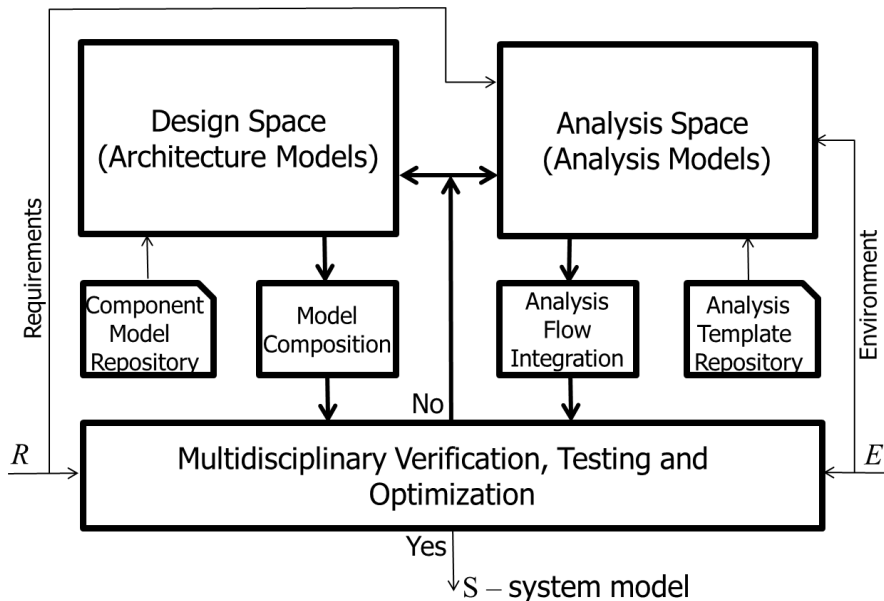 Design Space
(Architecture Models)
Analysis Space
(Analysis Models)
Requirements
Environment
Component
Model
Repository
Model
Composition
Analysis
Flow
Integration
Analysis
Template
Repository
No
R
Multidisciplinary Verification, Testing and
Optimization
E
Yes
S – system model